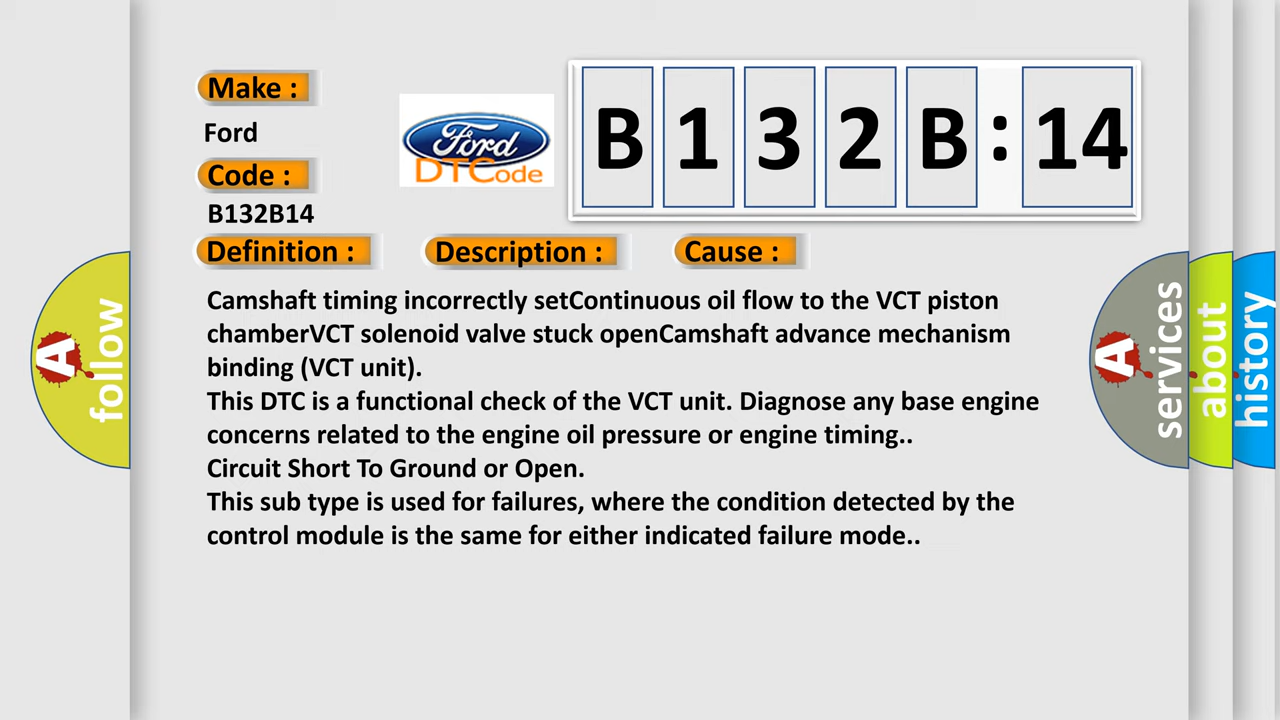 Make :
Ford
Code :
B132B14
Ford
DTCode
B132B:14
Definition :
Description :
Cause :
Camshaft timing incorrectly setContinuous oil flow to the VCT piston
chamberVCT solenoid valve stuck openCamshaft advance mechanism
binding (VCT unit).
This DTC is a functional check of the VCT unit. Diagnose any base engine
concerns related to the engine oil pressure or engine timing..
Circuit Short To Ground or Open.
This sub type is used for failures, where the condition detected by the
control module is the same for either indicated failure mode..
A
follow
A
services
about
history